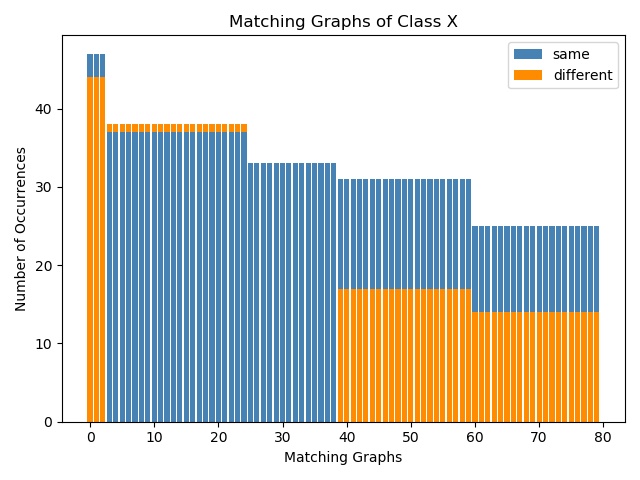 Matching Graphs of Class X
same
different
Number of Occurrences
40
30
20
10
0
0 10 20 30 40 50 60 70 80
Matching Graphs